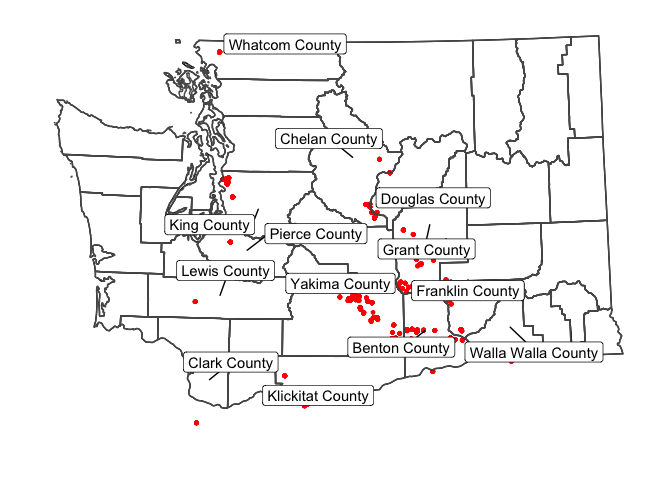 Whatcom County
Chelan County
Douglas County
King County
Pierce County
Grant County
Lewis County
Yakima County
Franklin County
Benton County
Walla Walla County
Clark County
Klickitat County